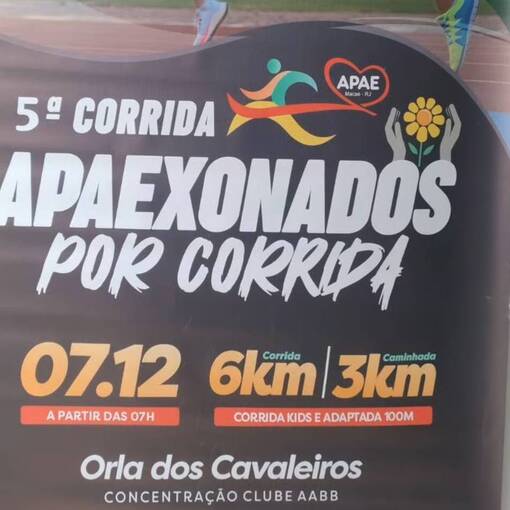 5ª CORRIDA
APAE
Macaé - RJ
APAEXONADOS
POR CORRIDA
07.12
A PARTIR DAS 07H
Corrida
6km
Caminhada
3km
CORRIDA KIDS E ADAPTADA 100M
Orla dos Cavaleiros
CONCENTRAÇÃO CLUBE AABB